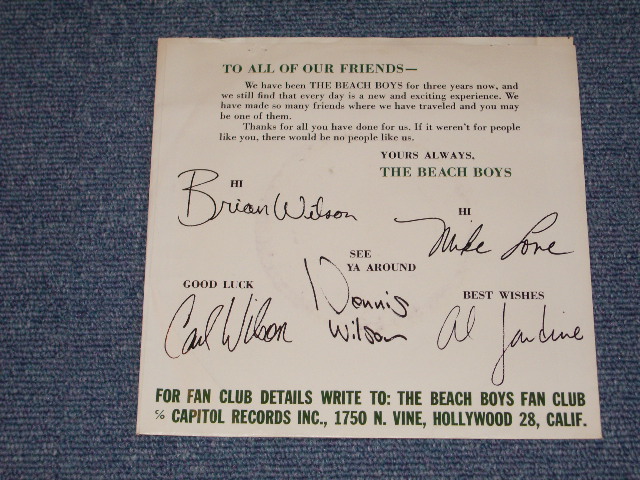 TO ALL OF OUR FRIENDS—
We have been THE BEACH BOYS for three years now, and
we still find that every day is a new and exciting experience. We
have made so many friends where we have traveled and you may
be one of them.
Thanks for all you have done for us. If it weren't for people
like you, there would be no people like us.
YOURS ALWAYS,
THE BEACH BOYS
HI
Brian Wilson
HI
Mike Love
SEE
YA AROUND
Dennis
Wilson
GOOD LUCK
Carl Wilson
BEST WISHES
Al Jardine
FOR FAN CLUB DETAILS WRITE TO: THE BEACH BOYS FAN CLUB
℅ CAPITOL RECORDS INC., 1750 N. VINE, HOLLYWOOD 28, CALIF.